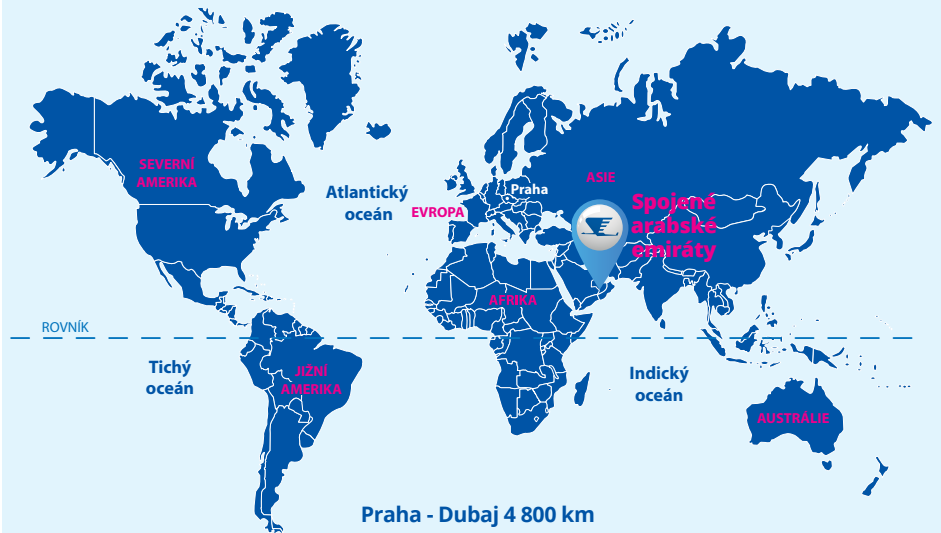 SEVERNÍ
AMERIKA
Atlantický
oceán
EVROPA
Praha
ASIE
Spojené
arabské
emiráty
AFRIKA
ROVNÍK
Tichý
oceán
JIŽNÍ
AMERIKA
Indický
oceán
AUSTRÁLIE
Praha - Dubaj 4 800 km